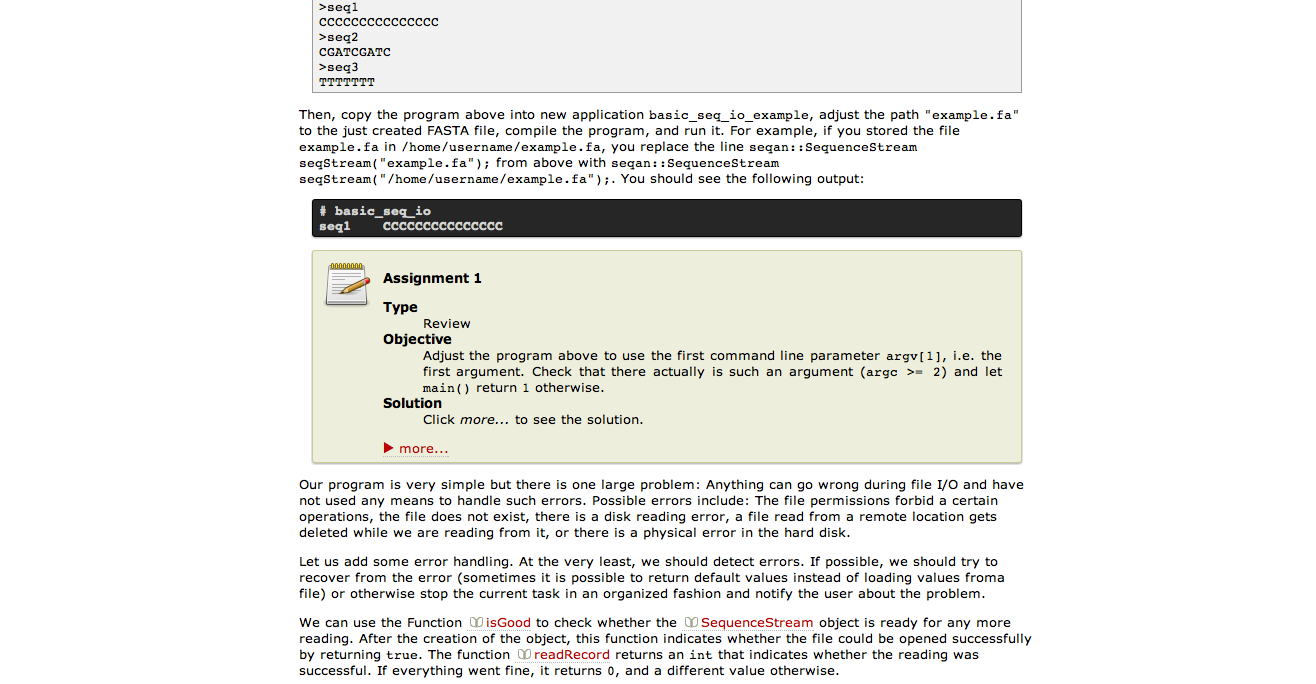 >seq1
CCCCCCCCCCCCCCC
>seq2
CGATCGATC
>seq3
TTTTTTT
Then, copy the program above into new application basic_seq_io_example, adjust the path "example.fa"
to the just created FASTA file, compile the program, and run it. For example, if you stored the file
example.fa in /home/username/example.fa, you replace the line seqan::SequenceStream
seqStream("example.fa"); from above with seqan::SequenceStream
seqStream("/home/username/example.fa");. You should see the following output:
# basic_seq_io
seq1    CCCCCCCCCCCCCCC
Assignment 1
Type
Review
Objective
Adjust the program above to use the first command line parameter argv[1], i.e. the
first argument. Check that there actually is such an argument (argc >= 2) and let
main() return 1 otherwise.
Solution
Click more... to see the solution.
more...
Our program is very simple but there is one large problem: Anything can go wrong during file I/O and have
not used any means to handle such errors. Possible errors include: The file permissions forbid a certain
operations, the file does not exist, there is a disk reading error, a file read from a remote location gets
deleted while we are reading from it, or there is a physical error in the hard disk.
Let us add some error handling. At the very least, we should detect errors. If possible, we should try to
recover from the error (sometimes it is possible to return default values instead of loading values froma
file) or otherwise stop the current task in an organized fashion and notify the user about the problem.
We can use the Function isGood to check whether the SequenceStream object is ready for any more
reading. After the creation of the object, this function indicates whether the file could be opened successfully
by returning true. The function readRecord returns an int that indicates whether the reading was
successful. If everything went fine, it returns 0, and a different value otherwise.